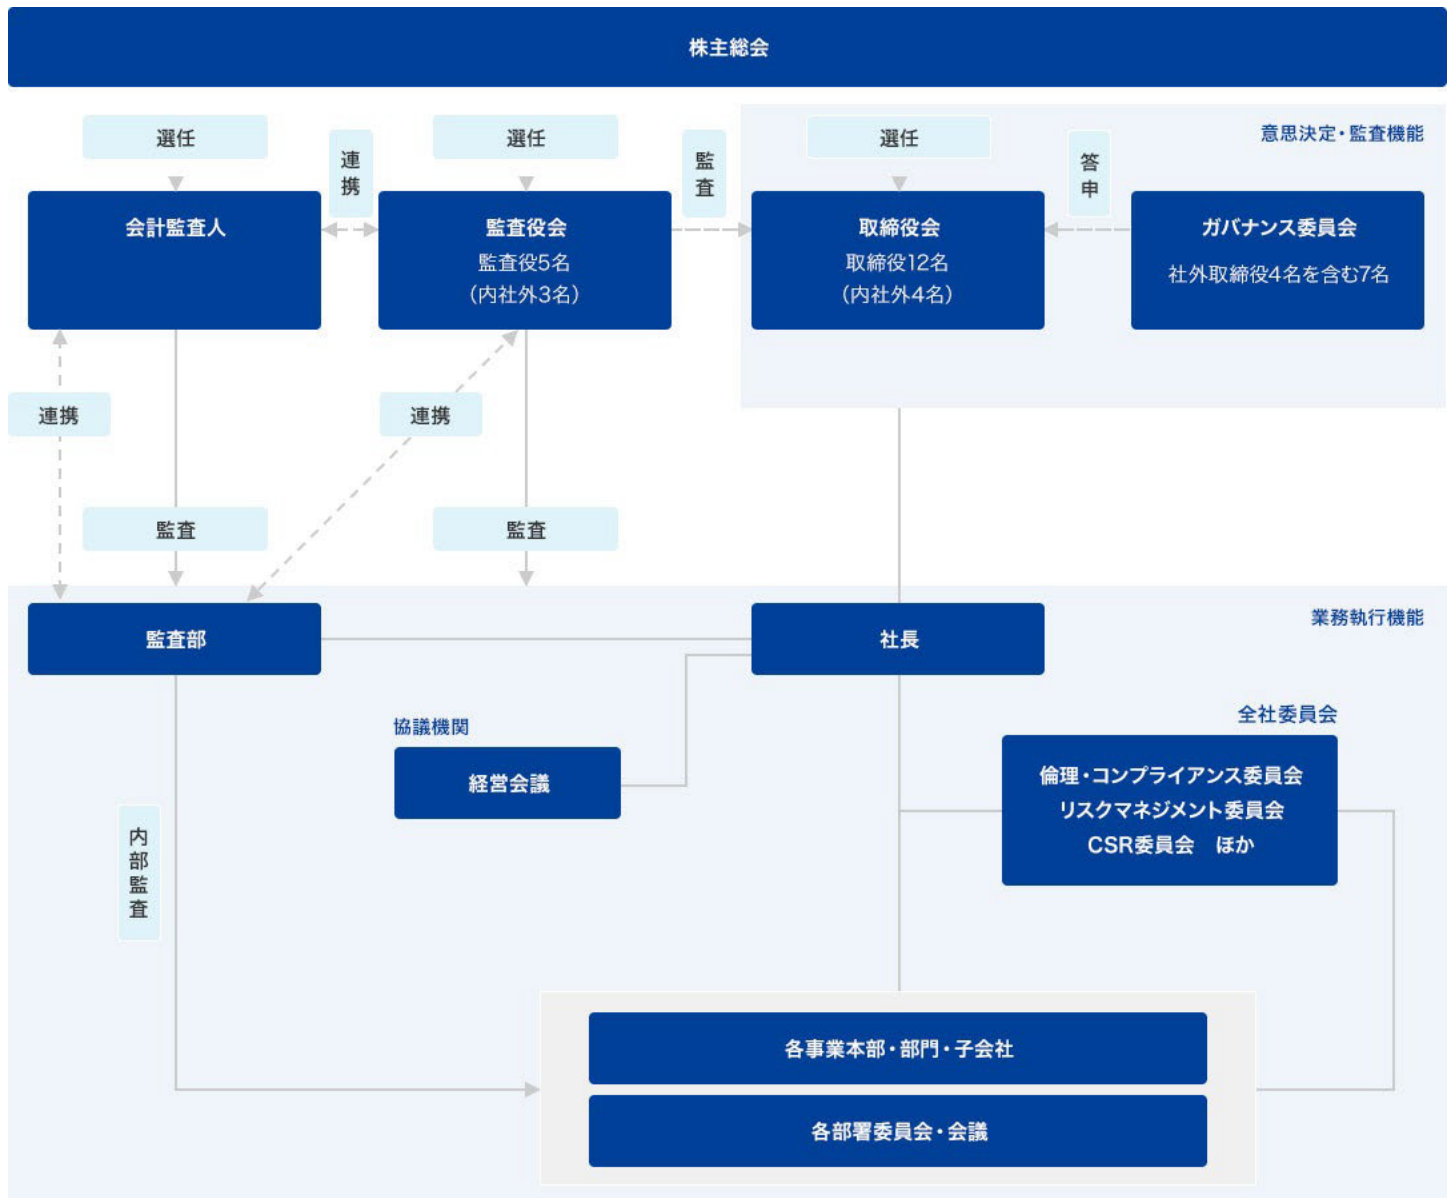 株主総会
選任
連携
選任
監査
選任
答申
意思決定・監査機能
会計監査人
監査役会
監査役5名
(内社外3名)
取締役会
取締役12名
(内社外4名)
ガバナンス委員会
社外取締役4名を含む7名
連携
連携
監査
監査
業務執行機能
監査部
社長
協議機関
経営会議
全社委員会
倫理・コンプライアンス委員会
リスクマネジメント委員会
CSR委員会　ほか
内部監査
各事業本部・部門・子会社
各部署委員会・会議